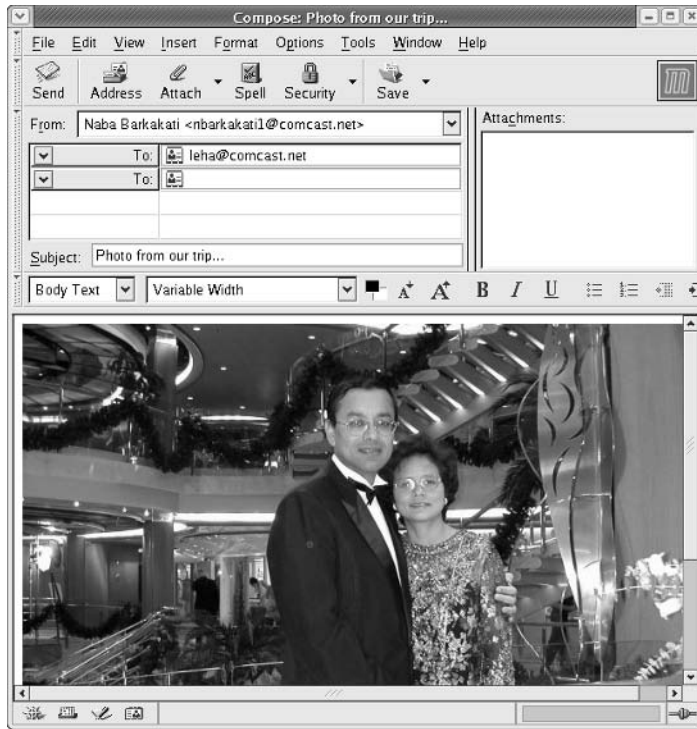 Compose: Photo from our trip...
File Edit View Insert Format Options Tools Window Help
Send Address Attach Spell Security Save
From: Naba Barkakati <nbarkakati1@comcast.net>
Attachments:
To: leha@comcast.net
To:
Subject: Photo from our trip...
Body Text Variable Width A A B I U